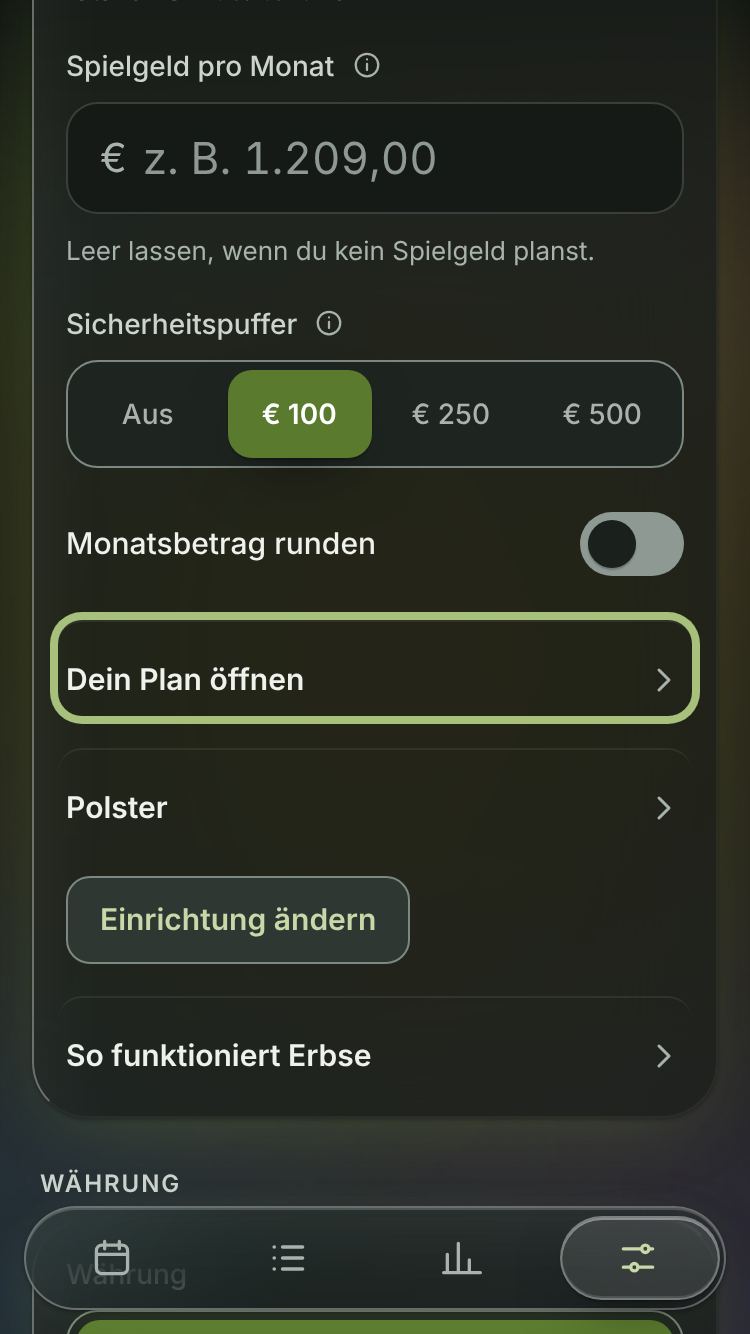 Spielgeld pro Monat
€ z. B. 1.209,00
Leer lassen, wenn du kein Spielgeld planst.
Sicherheitspuffer
Aus € 100 € 250 € 500
Monatsbetrag runden
Dein Plan öffnen
Polster
Einrichtung ändern
So funktioniert Erbse
WÄHRUNG
Währung